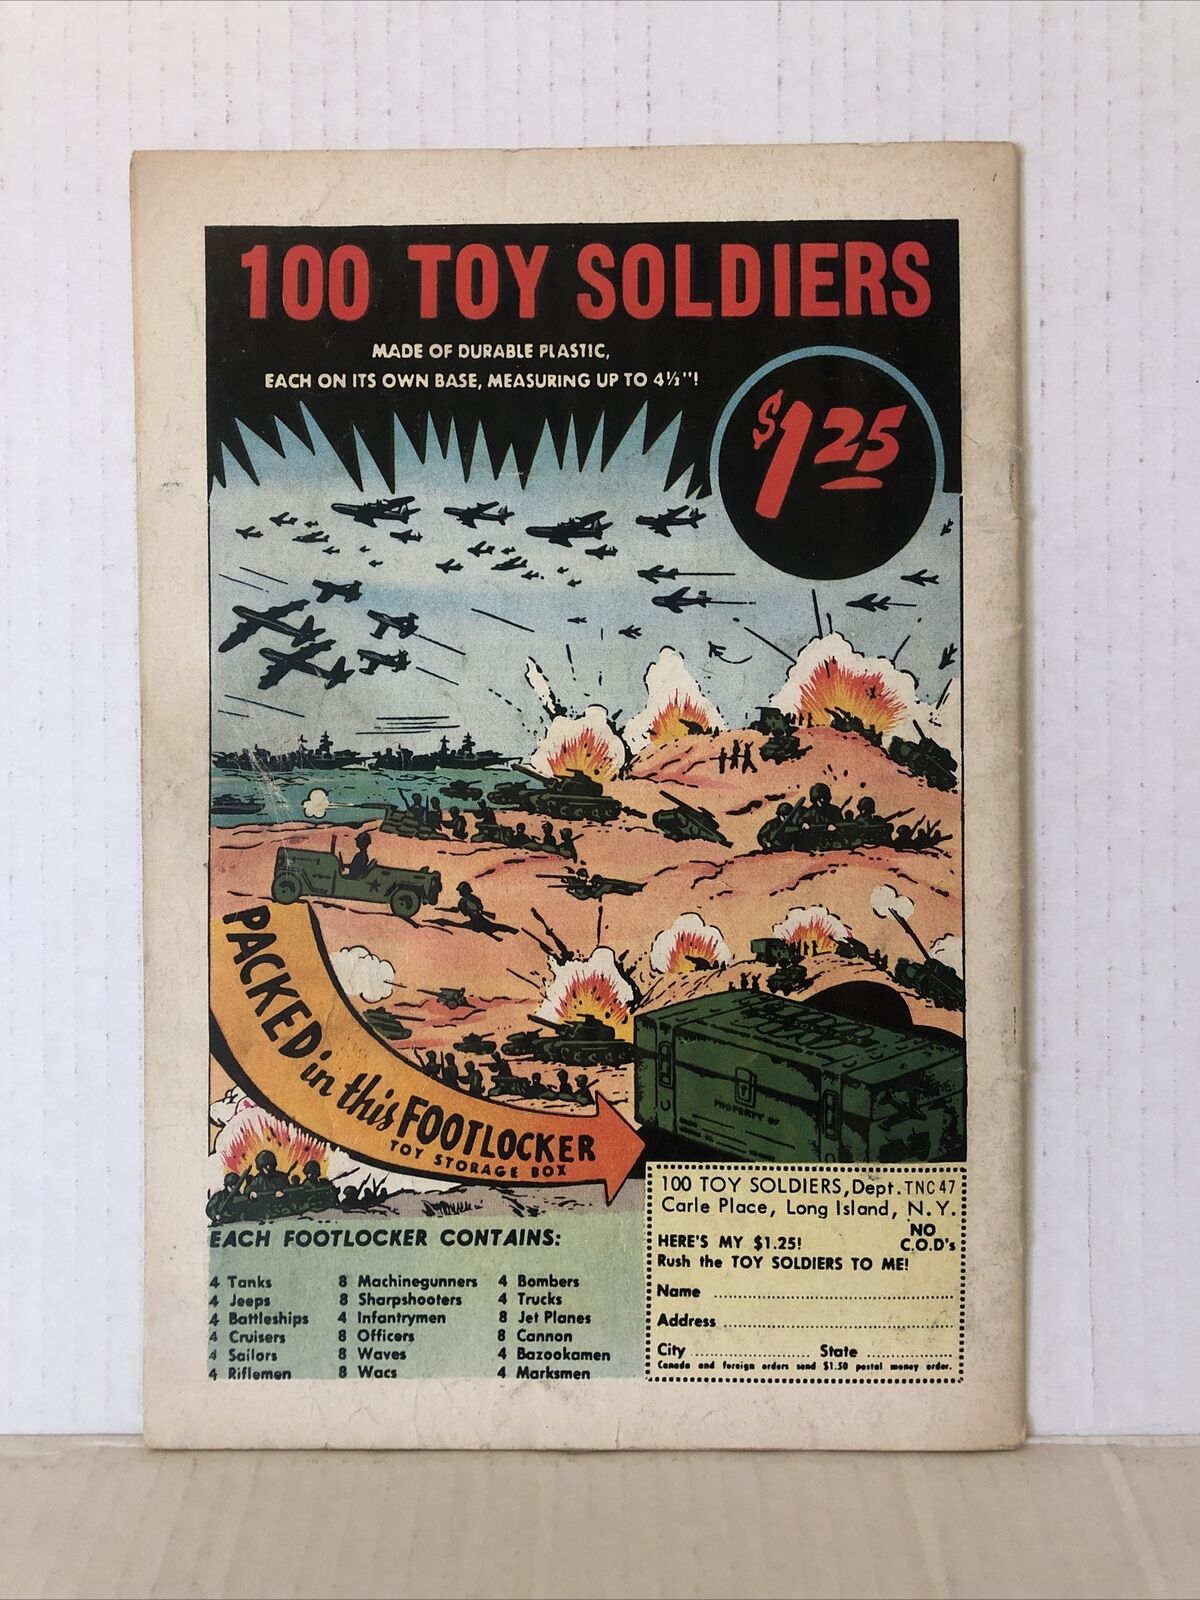 100 TOY SOLDIERS
MADE OF DURABLE PLASTIC,
EACH ON ITS OWN BASE, MEASURING UP TO 4½"!
$1 25
PACKED in this FOOTLOCKER
TOY STORAGE BOX
PROPERTY OF
EACH FOOTLOCKER CONTAINS:
4 Tanks
4 Jeeps
4 Battleships
4 Cruisers
4 Sailors
4 Riflemen
8 Machinegunners
8 Sharpshooters
4 Infantrymen
8 Officers
8 Waves
8 Wacs
4 Bombers
4 Trucks
8 Jet Planes
8 Cannon
4 Bazookamen
4 Marksmen
100 TOY SOLDIERS, Dept. TNC 47
Carle Place, Long Island, N.Y.
HERE'S MY $1.25!
NO
C.O.D's
Rush the TOY SOLDIERS TO ME!
Name
Address
City State
Canada and foreign orders send $1.50 postal money order.